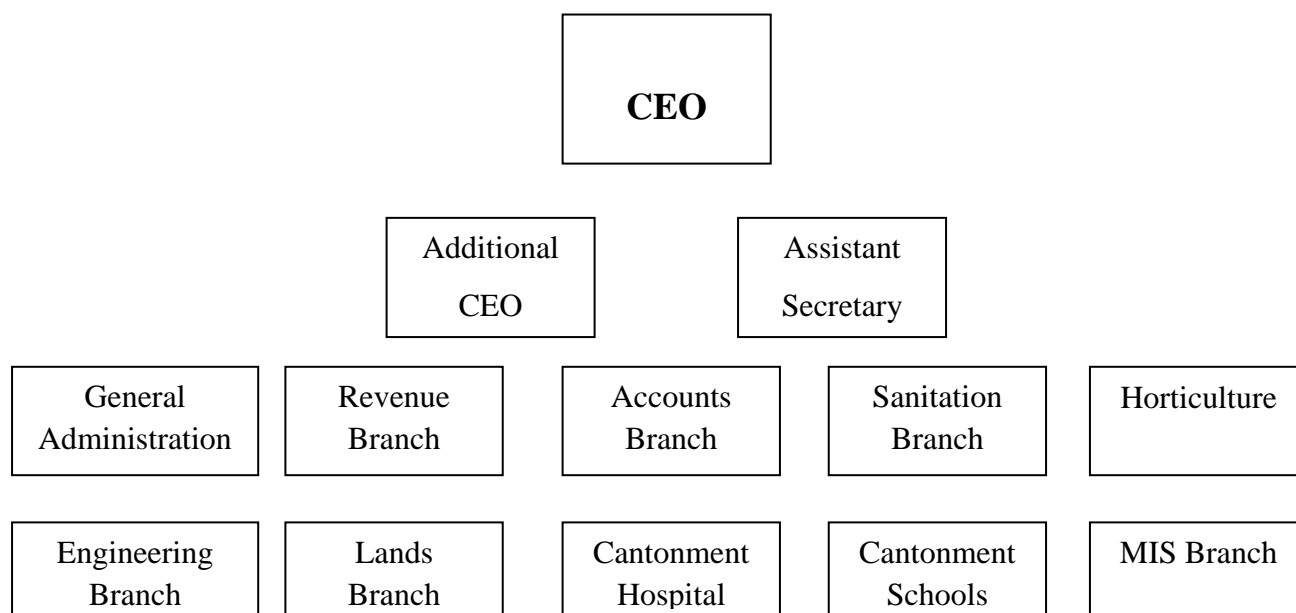 CEO
Additional
CEO
Assistant
Secretary
General
Administration
Revenue
Branch
Accounts
Branch
Sanitation
Branch
Horticulture
Engineering
Branch
Lands
Branch
Cantonment
Hospital
Cantonment
Schools
MIS Branch